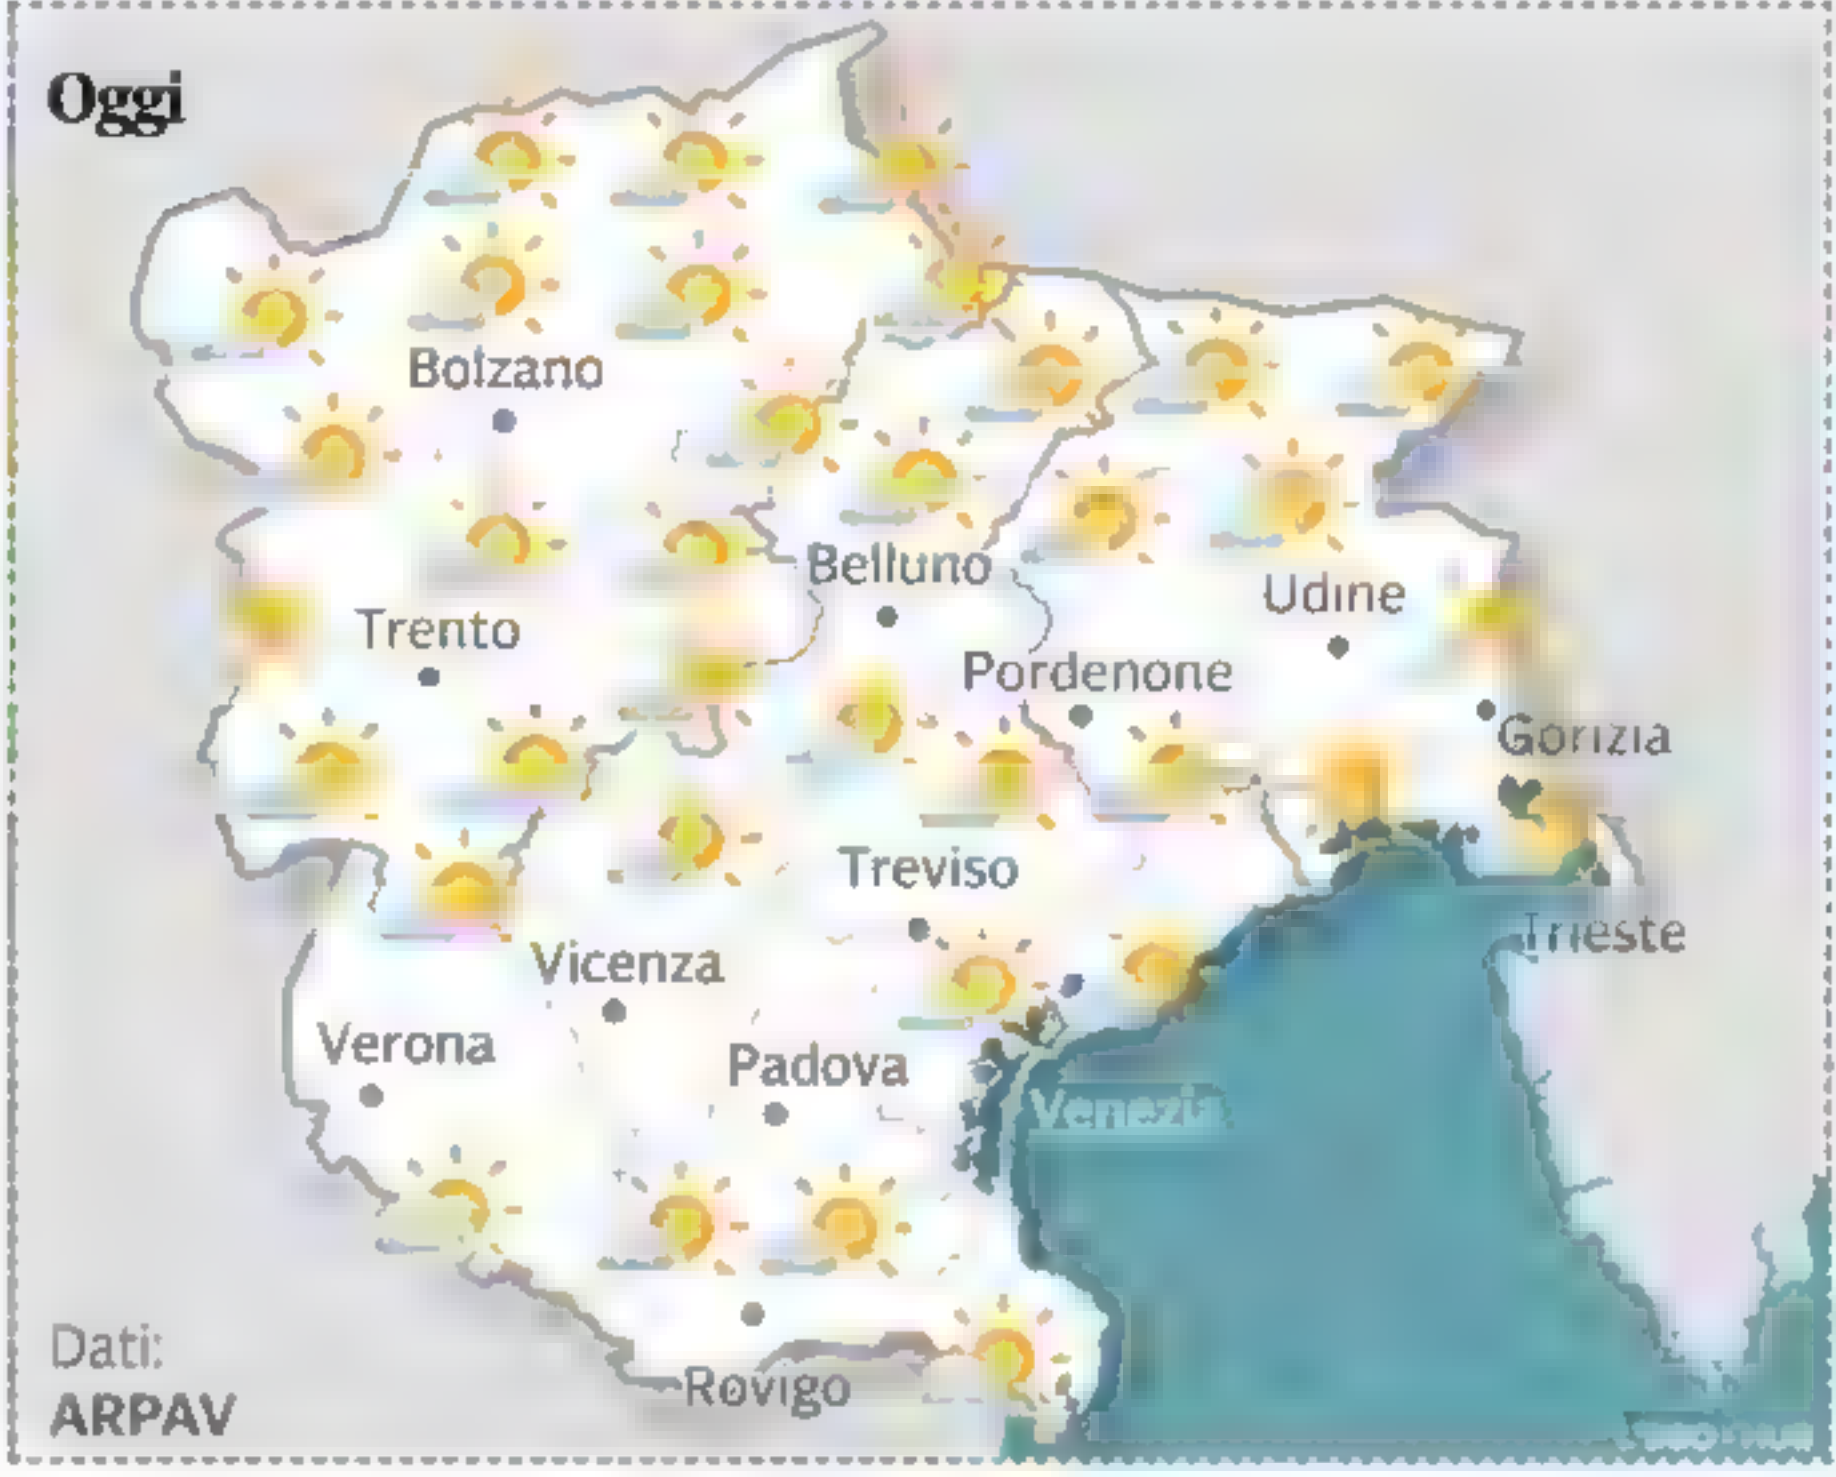 Oggi
Bolzano
Belluno
Udine
Trento
Pordenone
Gorizia
Treviso
Trieste
Vicenza
Verona
Padova
Venezia
Rovigo
Dati:
ARPAV